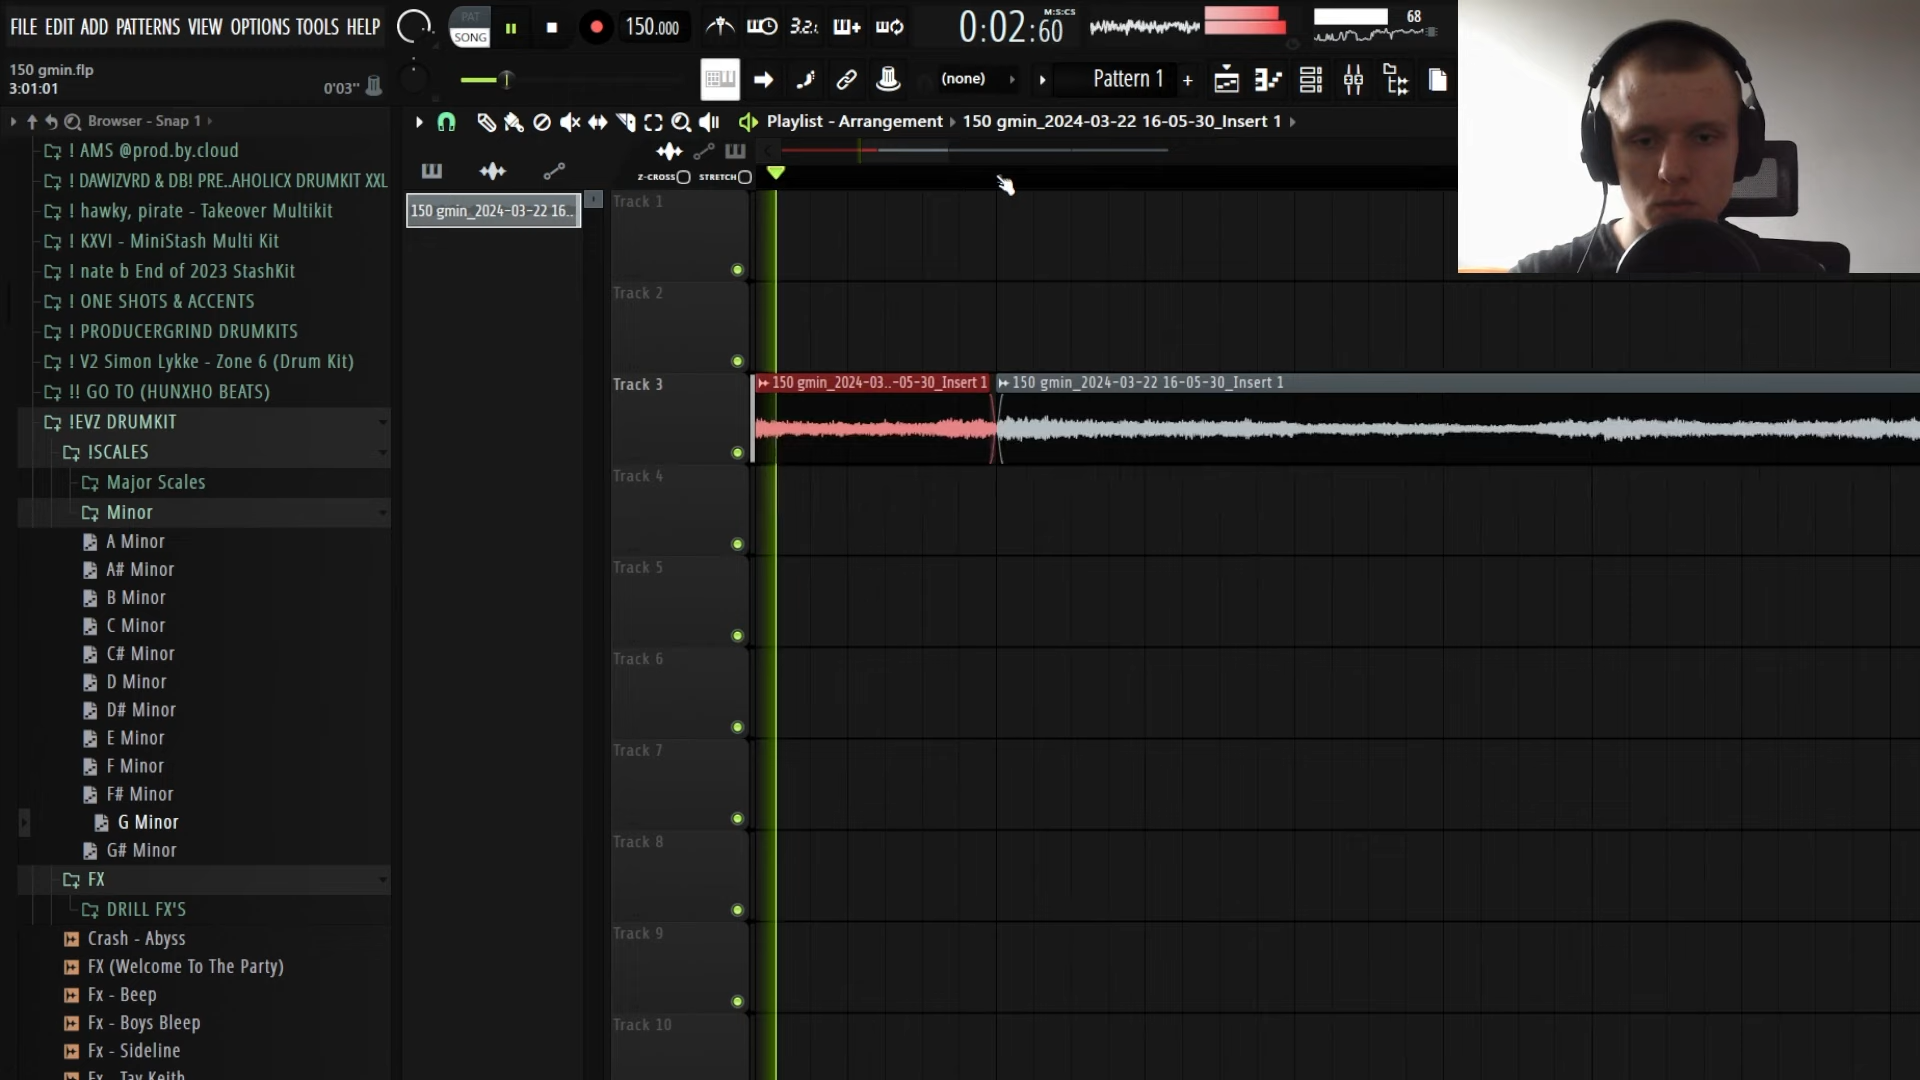 FILE EDIT ADD PATTERNS VIEW OPTIONS TOOLS HELP
PAT
SONG
150.000
3.2.
0:02:60
M:S:CS
68
150 gmin.flp
3:01:01
0'03"
(none)
Pattern 1
Browser - Snap 1
Playlist - Arrangement
150 gmin_2024-03-22 16-05-30_Insert 1
Z-CROSS
STRETCH
! AMS @prod.by.cloud
! DAWIZVRD & DB! PRE..AHOLICX DRUMKIT XXL
! hawky, pirate - Takeover Multikit
! KXVI - MiniStash Multi Kit
! nate b End of 2023 StashKit
! ONE SHOTS & ACCENTS
! PRODUCERGRIND DRUMKITS
! V2 Simon Lykke - Zone 6 (Drum Kit)
!! GO TO (HUNXHO BEATS)
!EVZ DRUMKIT
!SCALES
Major Scales
Minor
A Minor
A# Minor
B Minor
C Minor
C# Minor
D Minor
D# Minor
E Minor
F Minor
F# Minor
G Minor
G# Minor
FX
DRILL FX'S
Crash - Abyss
FX (Welcome To The Party)
Fx - Beep
Fx - Boys Bleep
Fx - Sideline
Fx - Tay Keith
150 gmin_2024-03-22 16..
Track 1
Track 2
Track 3
150 gmin_2024-03..-05-30_Insert 1
150 gmin_2024-03-22 16-05-30_Insert 1
Track 4
Track 5
Track 6
Track 7
Track 8
Track 9
Track 10